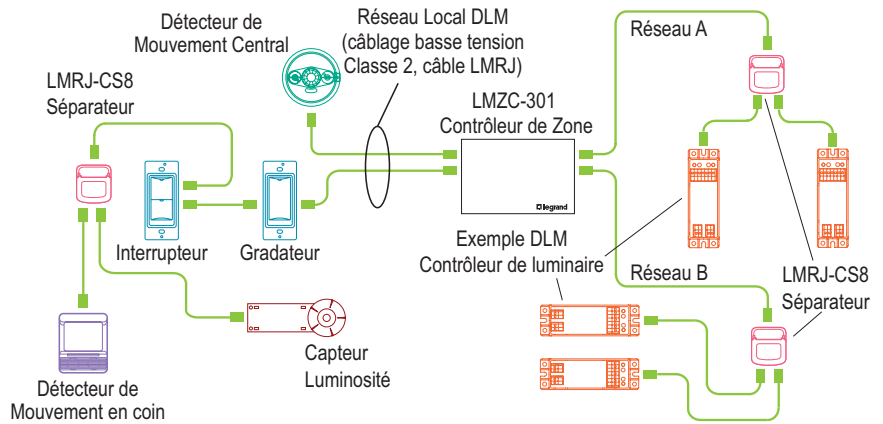 Détecteur de
Mouvement Central
Réseau Local DLM
(câblage basse tension
Classe 2, câble LMRJ)
Réseau A
LMRJ-CS8
Séparateur
LMZC-301
Contrôleur de Zone
legrand
Interrupteur
Gradateur
Exemple DLM
Contrôleur de luminaire
Réseau B
LMRJ-CS8
Séparateur
Capteur
Luminosité
Détecteur de
Mouvement en coin